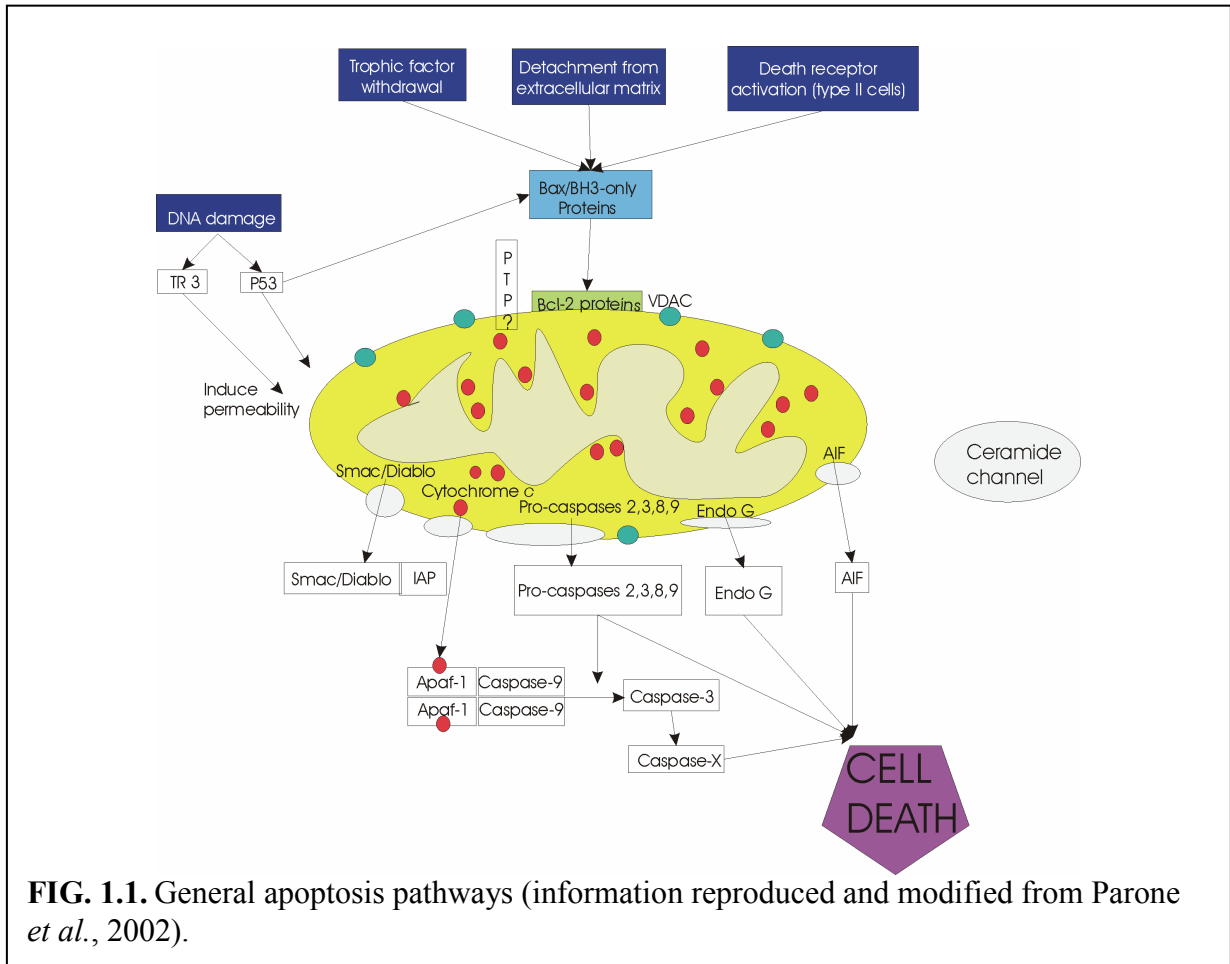 Trophic factor
withdrawal
Detachment from
extracellular matrix
Death receptor
activation (type II cells)
Bax/BH3-only
Proteins
DNA damage
TR 3
P53
P
T
P
?
Bcl-2 proteins
VDAC
Induce
permeability
Smac/Diablo
Cytochrome c
Pro-caspases 2,3,8,9
Endo G
AIF
Ceramide
channel
Smac/Diablo
IAP
Pro-caspases 2,3,8,9
Endo G
AIF
Apaf-1
Caspase-9
Apaf-1
Caspase-9
Caspase-3
Caspase-X
CELL
DEATH
FIG. 1.1. General apoptosis pathways (information reproduced and modified from Parone
et al., 2002).